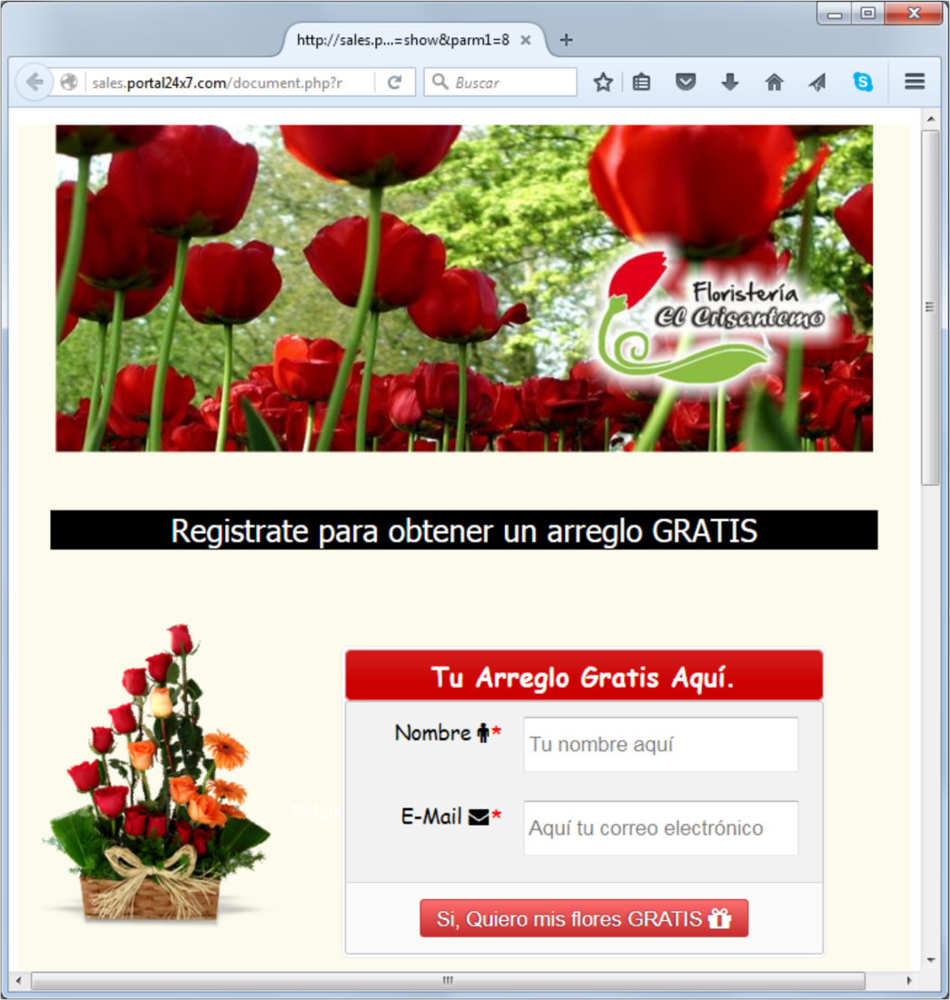 http://sales.p...=show&parm1=8
sales.portal24x7.com/document.php?r
Buscar
Floristería
El Crisantemo
Registrate para obtener un arreglo GRATIS
Tu Arreglo Gratis Aquí.
Nombre *
Tu nombre aquí
E-Mail *
Aquí tu correo electrónico
Si, Quiero mis flores GRATIS